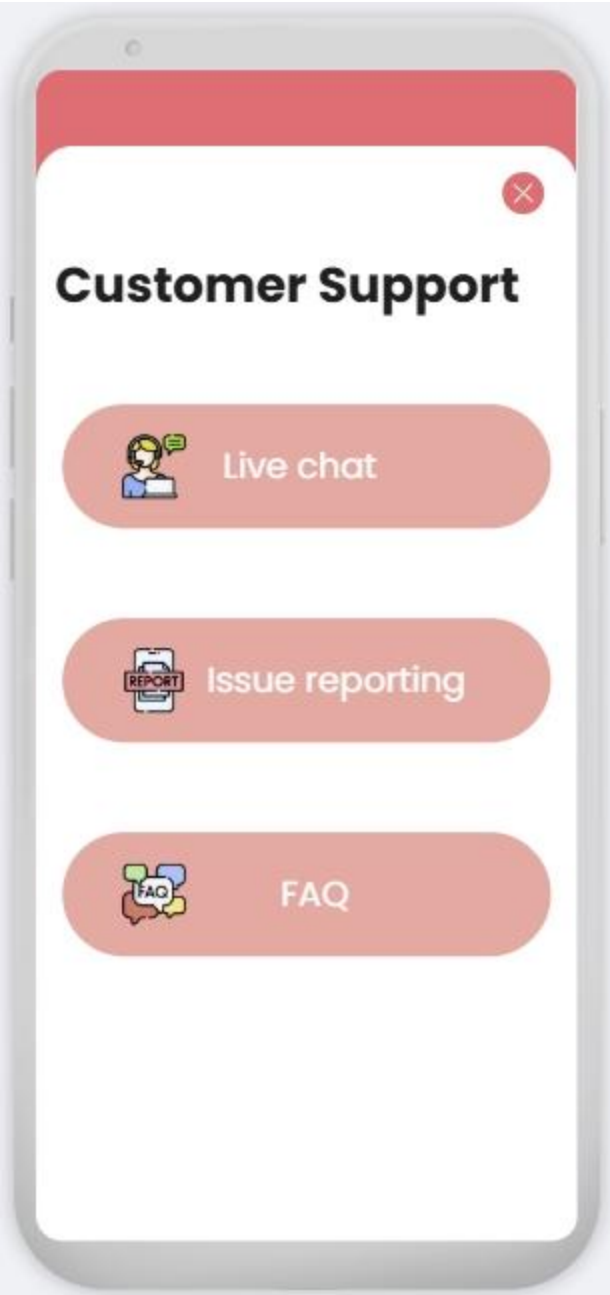 Customer Support
Live chat
REPORT
Issue reporting
FAQ
FAQ